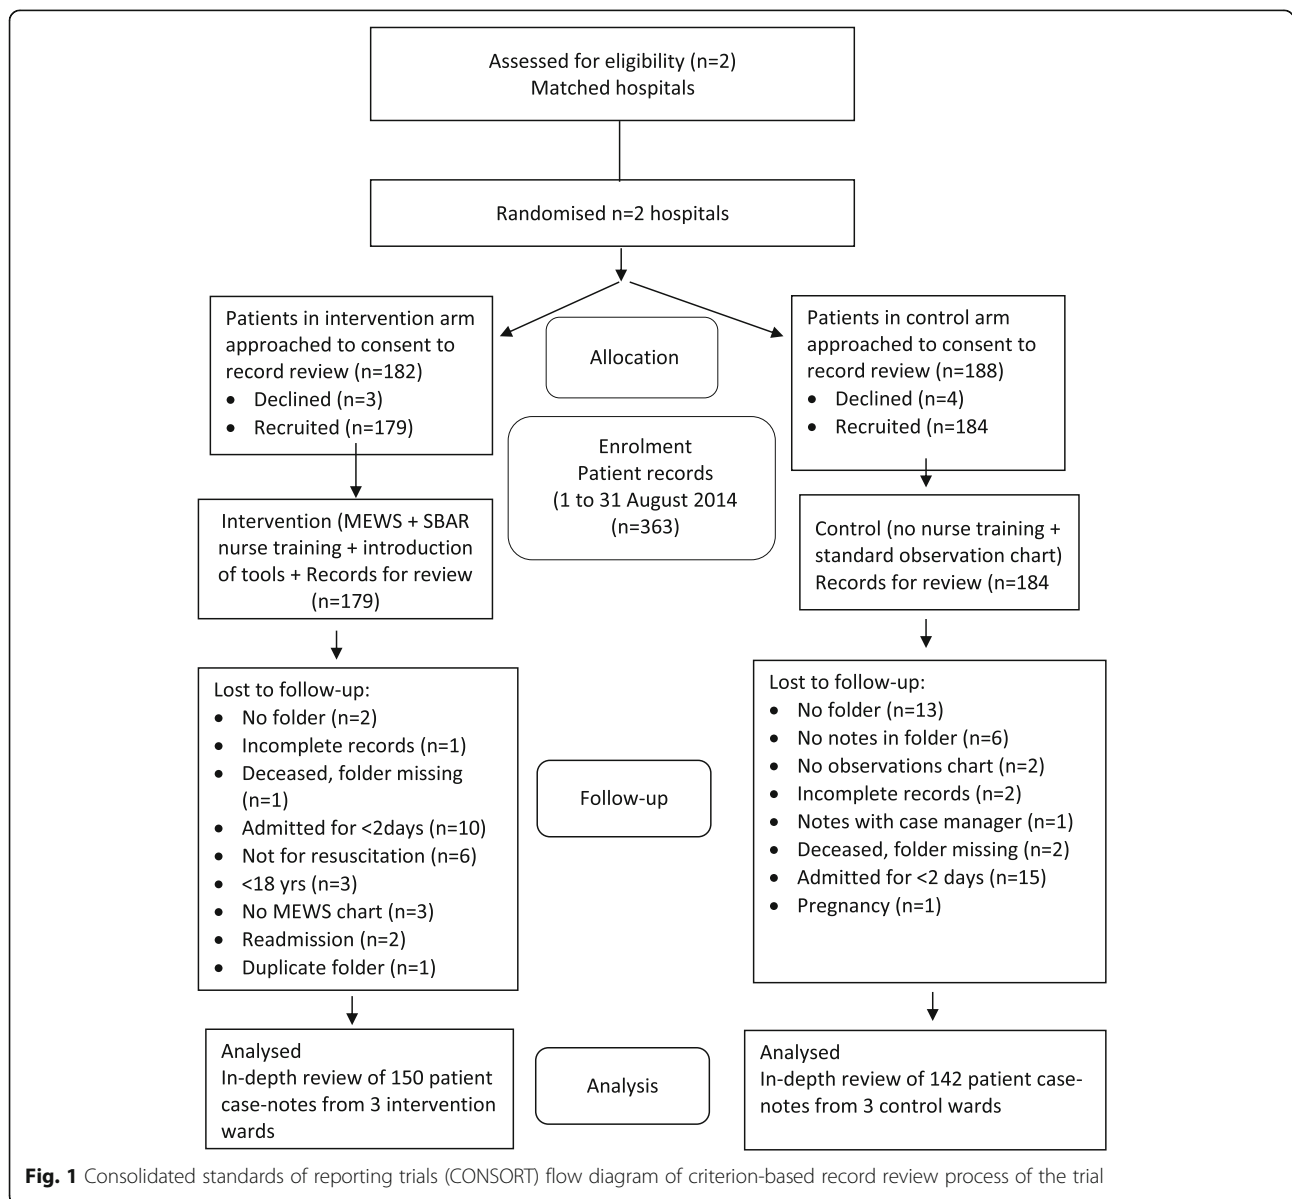 Assessed for eligibility (n=2)
Matched hospitals
Randomised n=2 hospitals
Patients in intervention arm
approached to consent to
record review (n=182)
• Declined (n=3)
• Recruited (n=179)
Allocation
Patients in control arm
approached to consent to
record review (n=188)
• Declined (n=4)
• Recruited (n=184
Enrolment
Patient records
(1 to 31 August 2014
(n=363)
Intervention (MEWS + SBAR
nurse training + introduction
of tools + Records for review
(n=179)
Control (no nurse training +
standard observation chart)
Records for review (n=184
Lost to follow-up:
• No folder (n=2)
• Incomplete records (n=1)
• Deceased, folder missing
(n=1)
• Admitted for <2days (n=10)
• Not for resuscitation (n=6)
• <18 yrs (n=3)
• No MEWS chart (n=3)
• Readmission (n=2)
• Duplicate folder (n=1)
Follow-up
Lost to follow-up:
• No folder (n=13)
• No notes in folder (n=6)
• No observations chart (n=2)
• Incomplete records (n=2)
• Notes with case manager (n=1)
• Deceased, folder missing (n=2)
• Admitted for <2 days (n=15)
• Pregnancy (n=1)
Analysed
In-depth review of 150 patient
case-notes from 3 intervention
wards
Analysis
Analysed
In-depth review of 142 patient case-
notes from 3 control wards
Fig. 1 Consolidated standards of reporting trials (CONSORT) flow diagram of criterion-based record review process of the trial